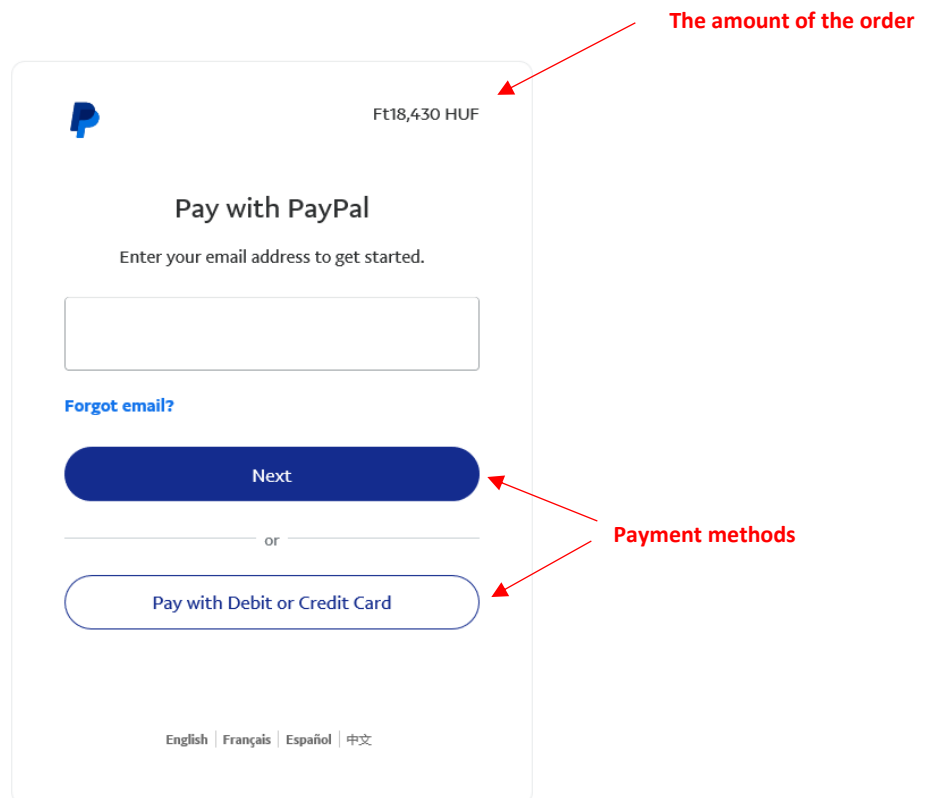 The amount of the order
Ft18,430 HUF
Pay with PayPal
Enter your email address to get started.
Forgot email?
Next
or
Payment methods
Pay with Debit or Credit Card
English Français Español 中文